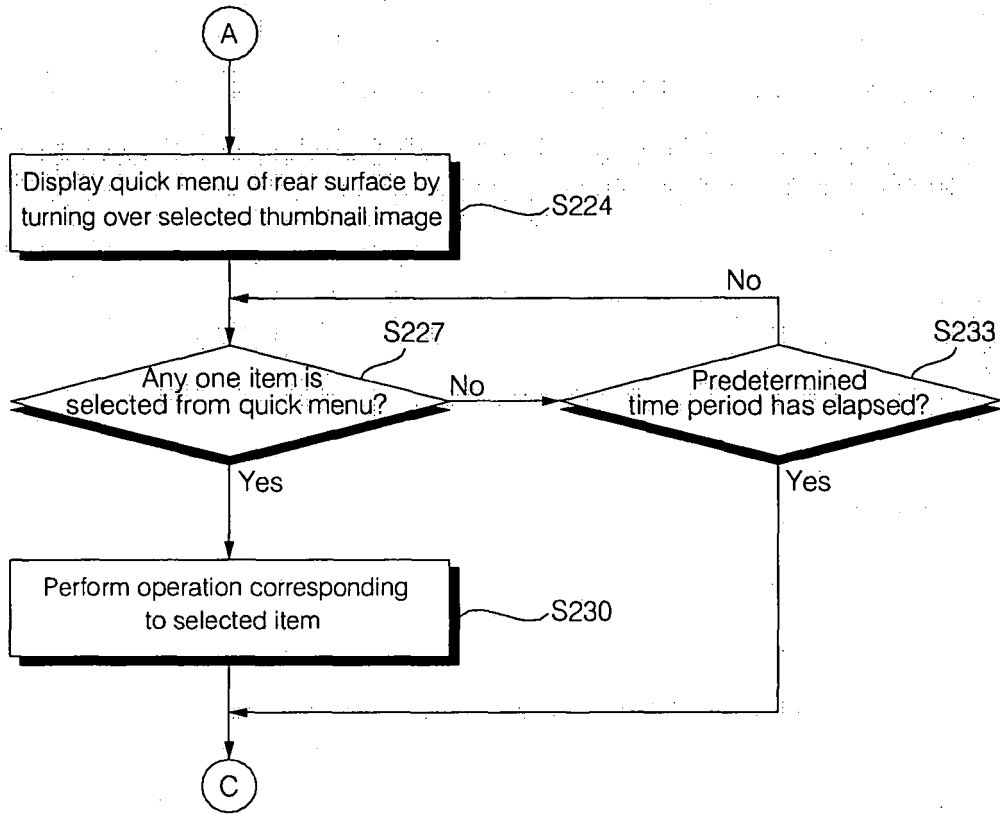 A
Display quick menu of rear surface by
turning over selected thumbnail image
S224
No
S227
Any one item is
selected from quick menu?
No
S233
Predetermined
time period has elapsed?
Yes
Yes
Perform operation corresponding
to selected item
S230
C